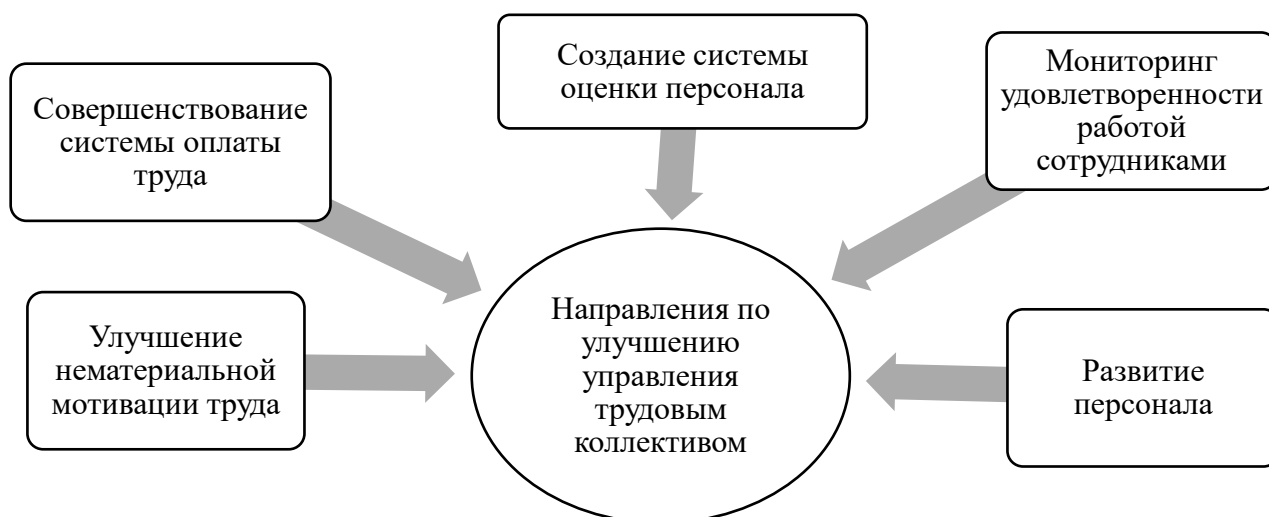 Создание системы
оценки персонала
Мониторинг
удовлетворенности
работой
сотрудниками
Совершенствование
системы оплаты
труда
Направления по
улучшению
управления
трудовым
коллективом
Улучшение
нематериальной
мотивации труда
Развитие
персонала